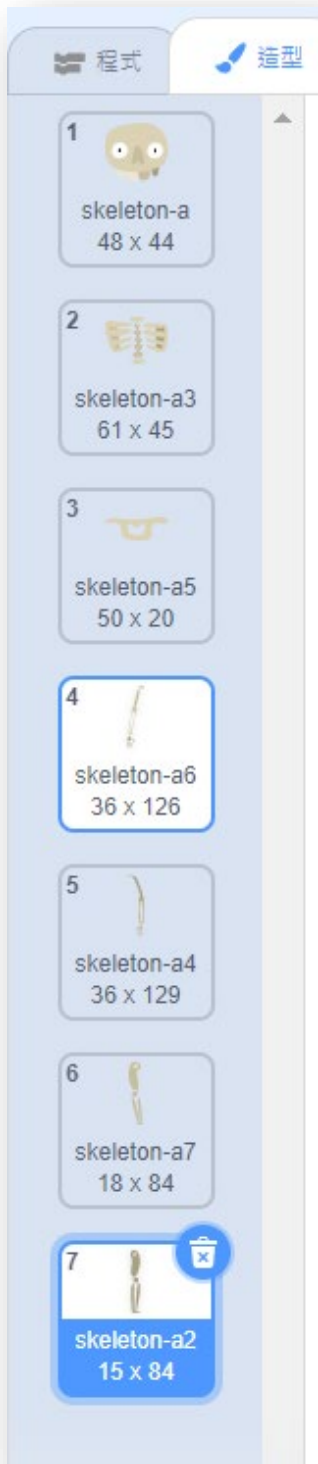 程式
造型
1
skeleton-a
48 x 44
2
skeleton-a3
61 x 45
3
skeleton-a5
50 x 20
4
skeleton-a6
36 x 126
5
skeleton-a4
36 x 129
6
skeleton-a7
18 x 84
7
skeleton-a2
15 x 84